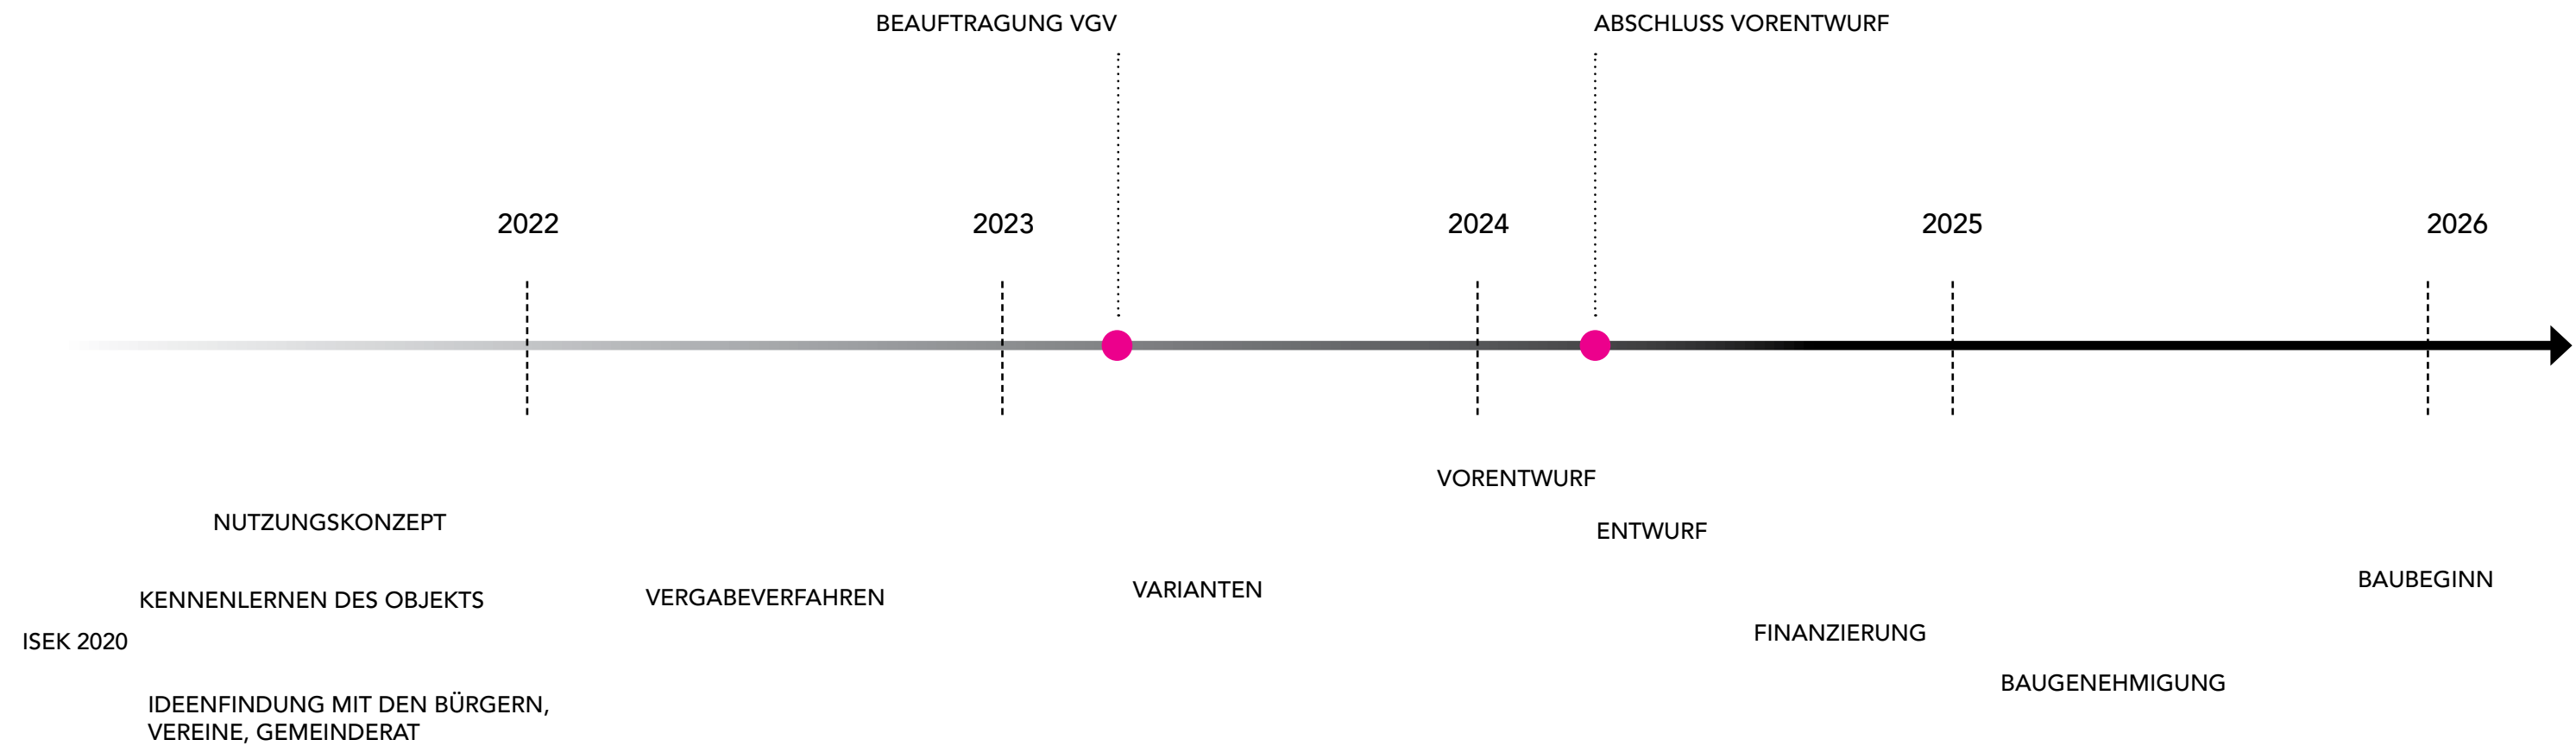 BEAUFTRAGUNG VGV
ABSCHLUSS VORENTWURF
2022
2023
2024
2025
2026
VORENTWURF
NUTZUNGSKONZEPT
ENTWURF
BAUBEGINN
KENNENLERNEN DES OBJEKTS
VERGABEVERFAHREN
VARIANTEN
ISEK 2020
FINANZIERUNG
BAUGENEHMIGUNG
IDEENFINDUNG MIT DEN BÜRGERN,
VEREINE, GEMEINDERAT